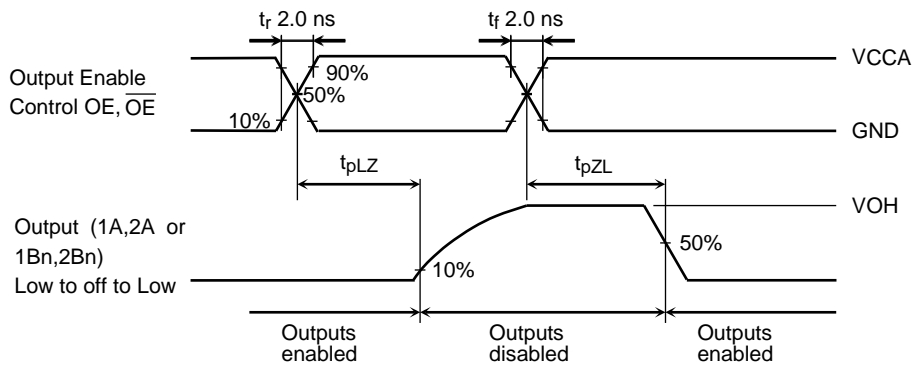 tr 2.0 ns
tf 2.0 ns
VCCA
Output Enable
Control OE, OE
90%
50%
10%
GND
tpLZ
tpZL
VOH
Output (1A,2A or
1Bn,2Bn)
Low to off to Low
10%
50%
Outputs
enabled
Outputs
disabled
Outputs
enabled